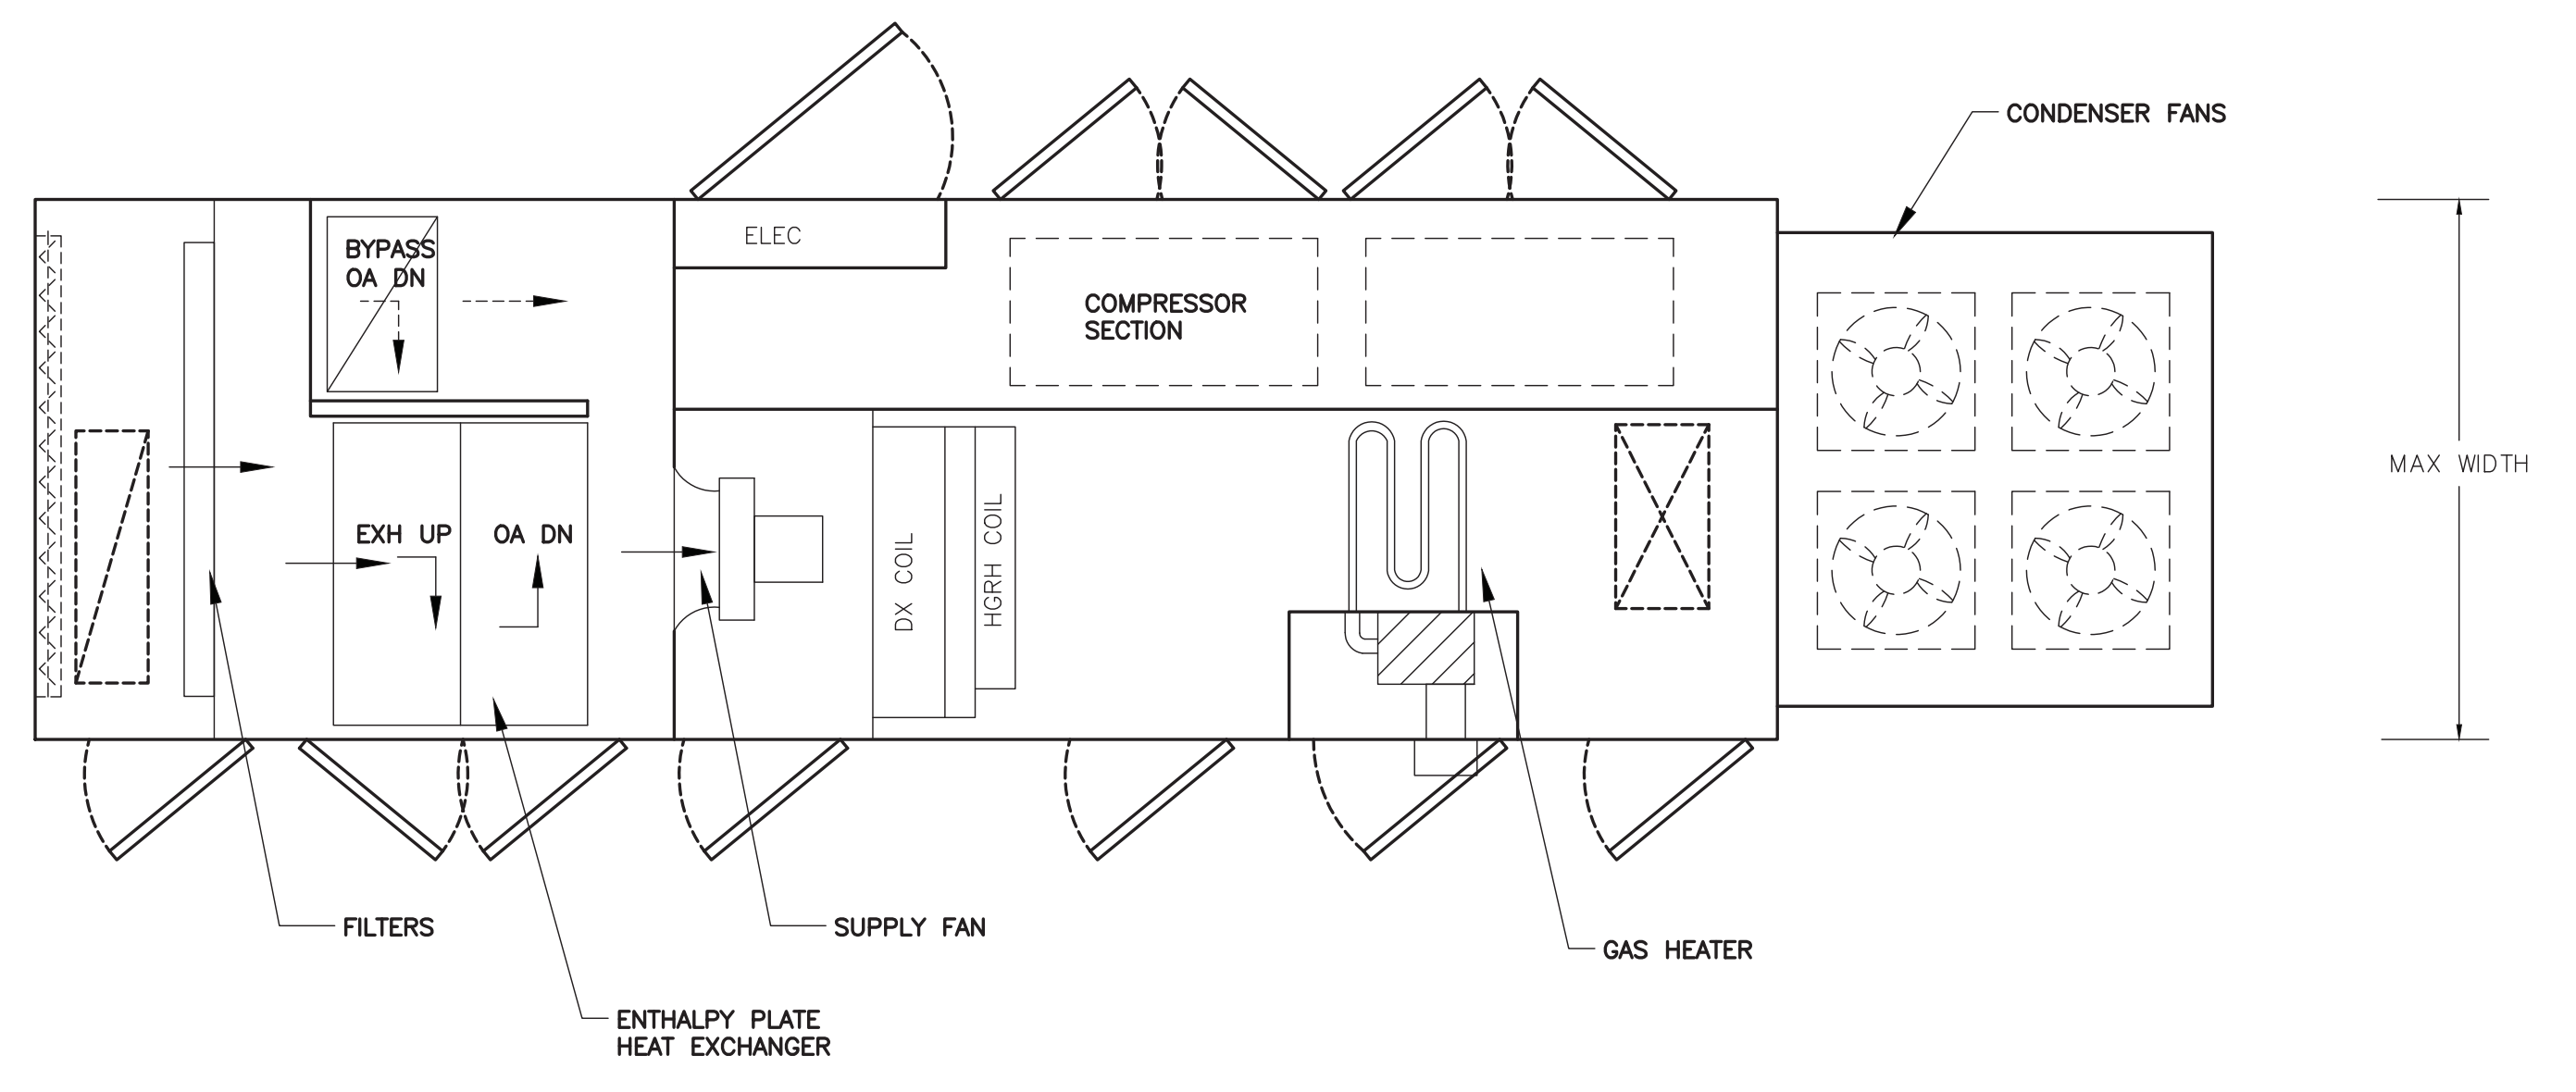 CONDENSER FANS
BYPASS
OA DN
ELEC
COMPRESSOR
SECTION
MAX WIDTH
EXH UP
OA DN
DX COIL
HGRH COIL
FILTERS
SUPPLY FAN
GAS HEATER
ENTHALPY PLATE
HEAT EXCHANGER